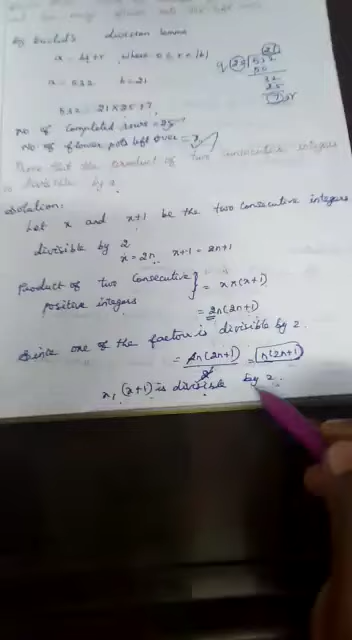 By Euclid's division lemma
a = bq + r where 0 ≤ r < |b|
a = 532 b = 21
532 = 21 x 25 + 7
No of Completed rows = 25
No of flower pots left over = 7
Prove that the product of two consecutive integers
is divisible by 2
Solution:
Let x and x+1 be the two consecutive integers
divisible by 2
x = 2n x+1 = 2n+1
Product of two Consecutive positive integers } = x x (x+1)
= 2n (2n+1)
Since one of the factor is divisible by 2.
= 2n(2n+1) / 2 = n(2n+1)
x, (x+1) is divisible by 2.